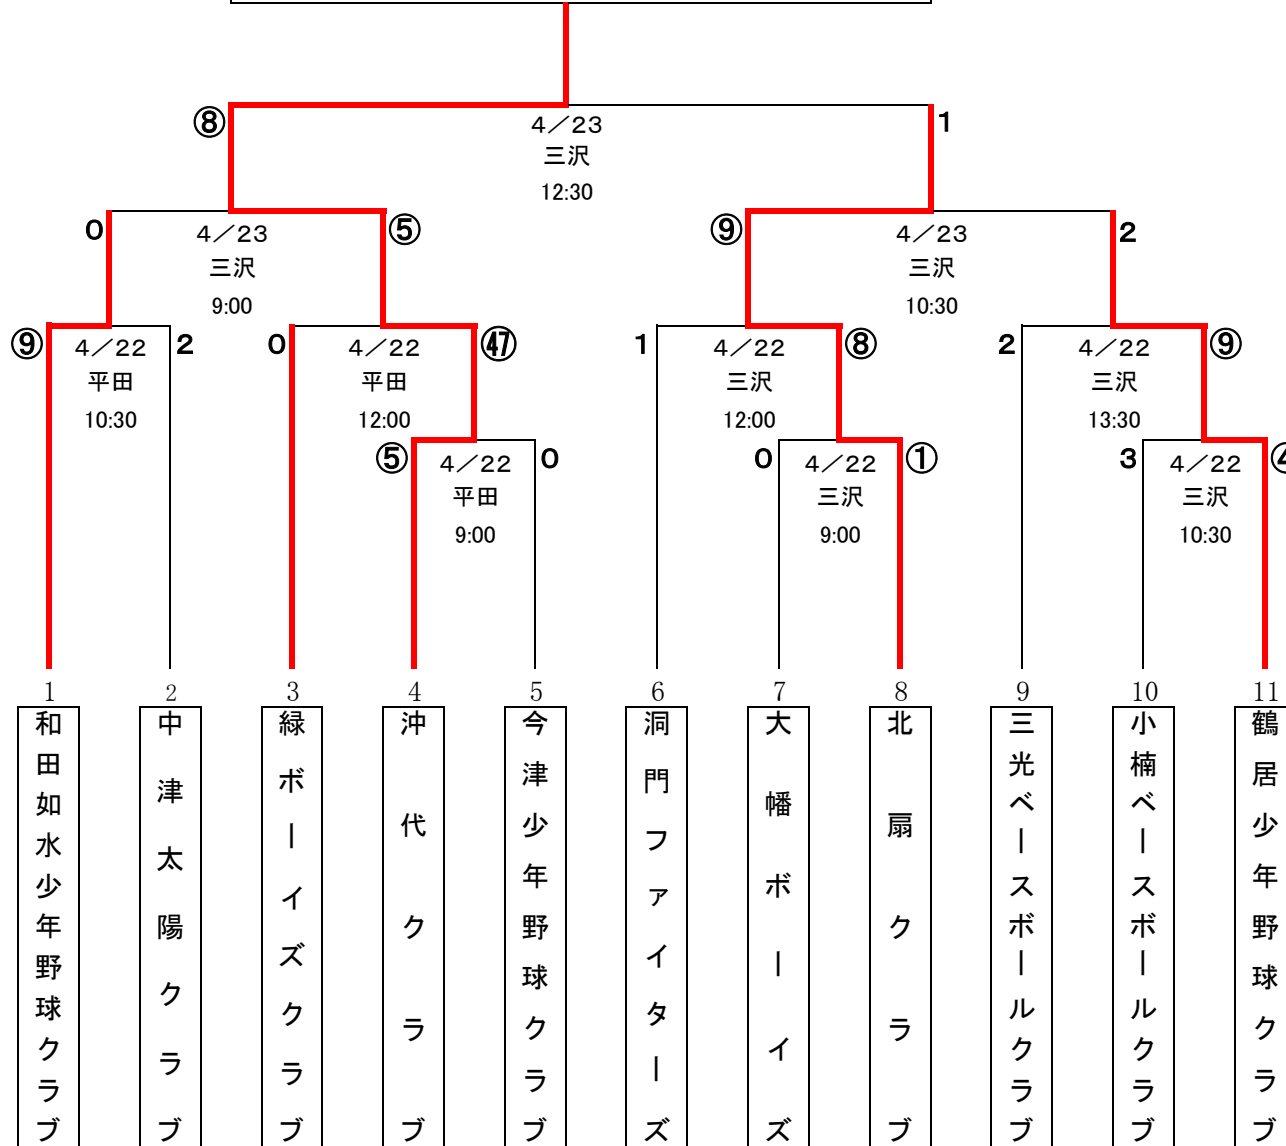 ⑧
1
4／23
三沢
12:30
0
⑤
⑨
2
4／23
三沢
9:00
4／23
三沢
10:30
⑨
2
0
㊼
1
⑧
2
⑨
4／22
平田
10:30
4／22
平田
12:00
4／22
三沢
12:00
4／22
三沢
13:30
⑤
0
0
①
3
④
4／22
平田
9:00
4／22
三沢
9:00
4／22
三沢
10:30
1
2
3
4
5
6
7
8
9
10
11
和田如水少年野球クラブ
中津太陽クラブ
緑ボーイズクラブ
沖代クラブ
今津少年野球クラブ
洞門ファイターズ
大幡ボーイズ
北扇クラブ
三光ベースボールクラブ
小楠ベースボールクラブ
鶴居少年野球クラブ